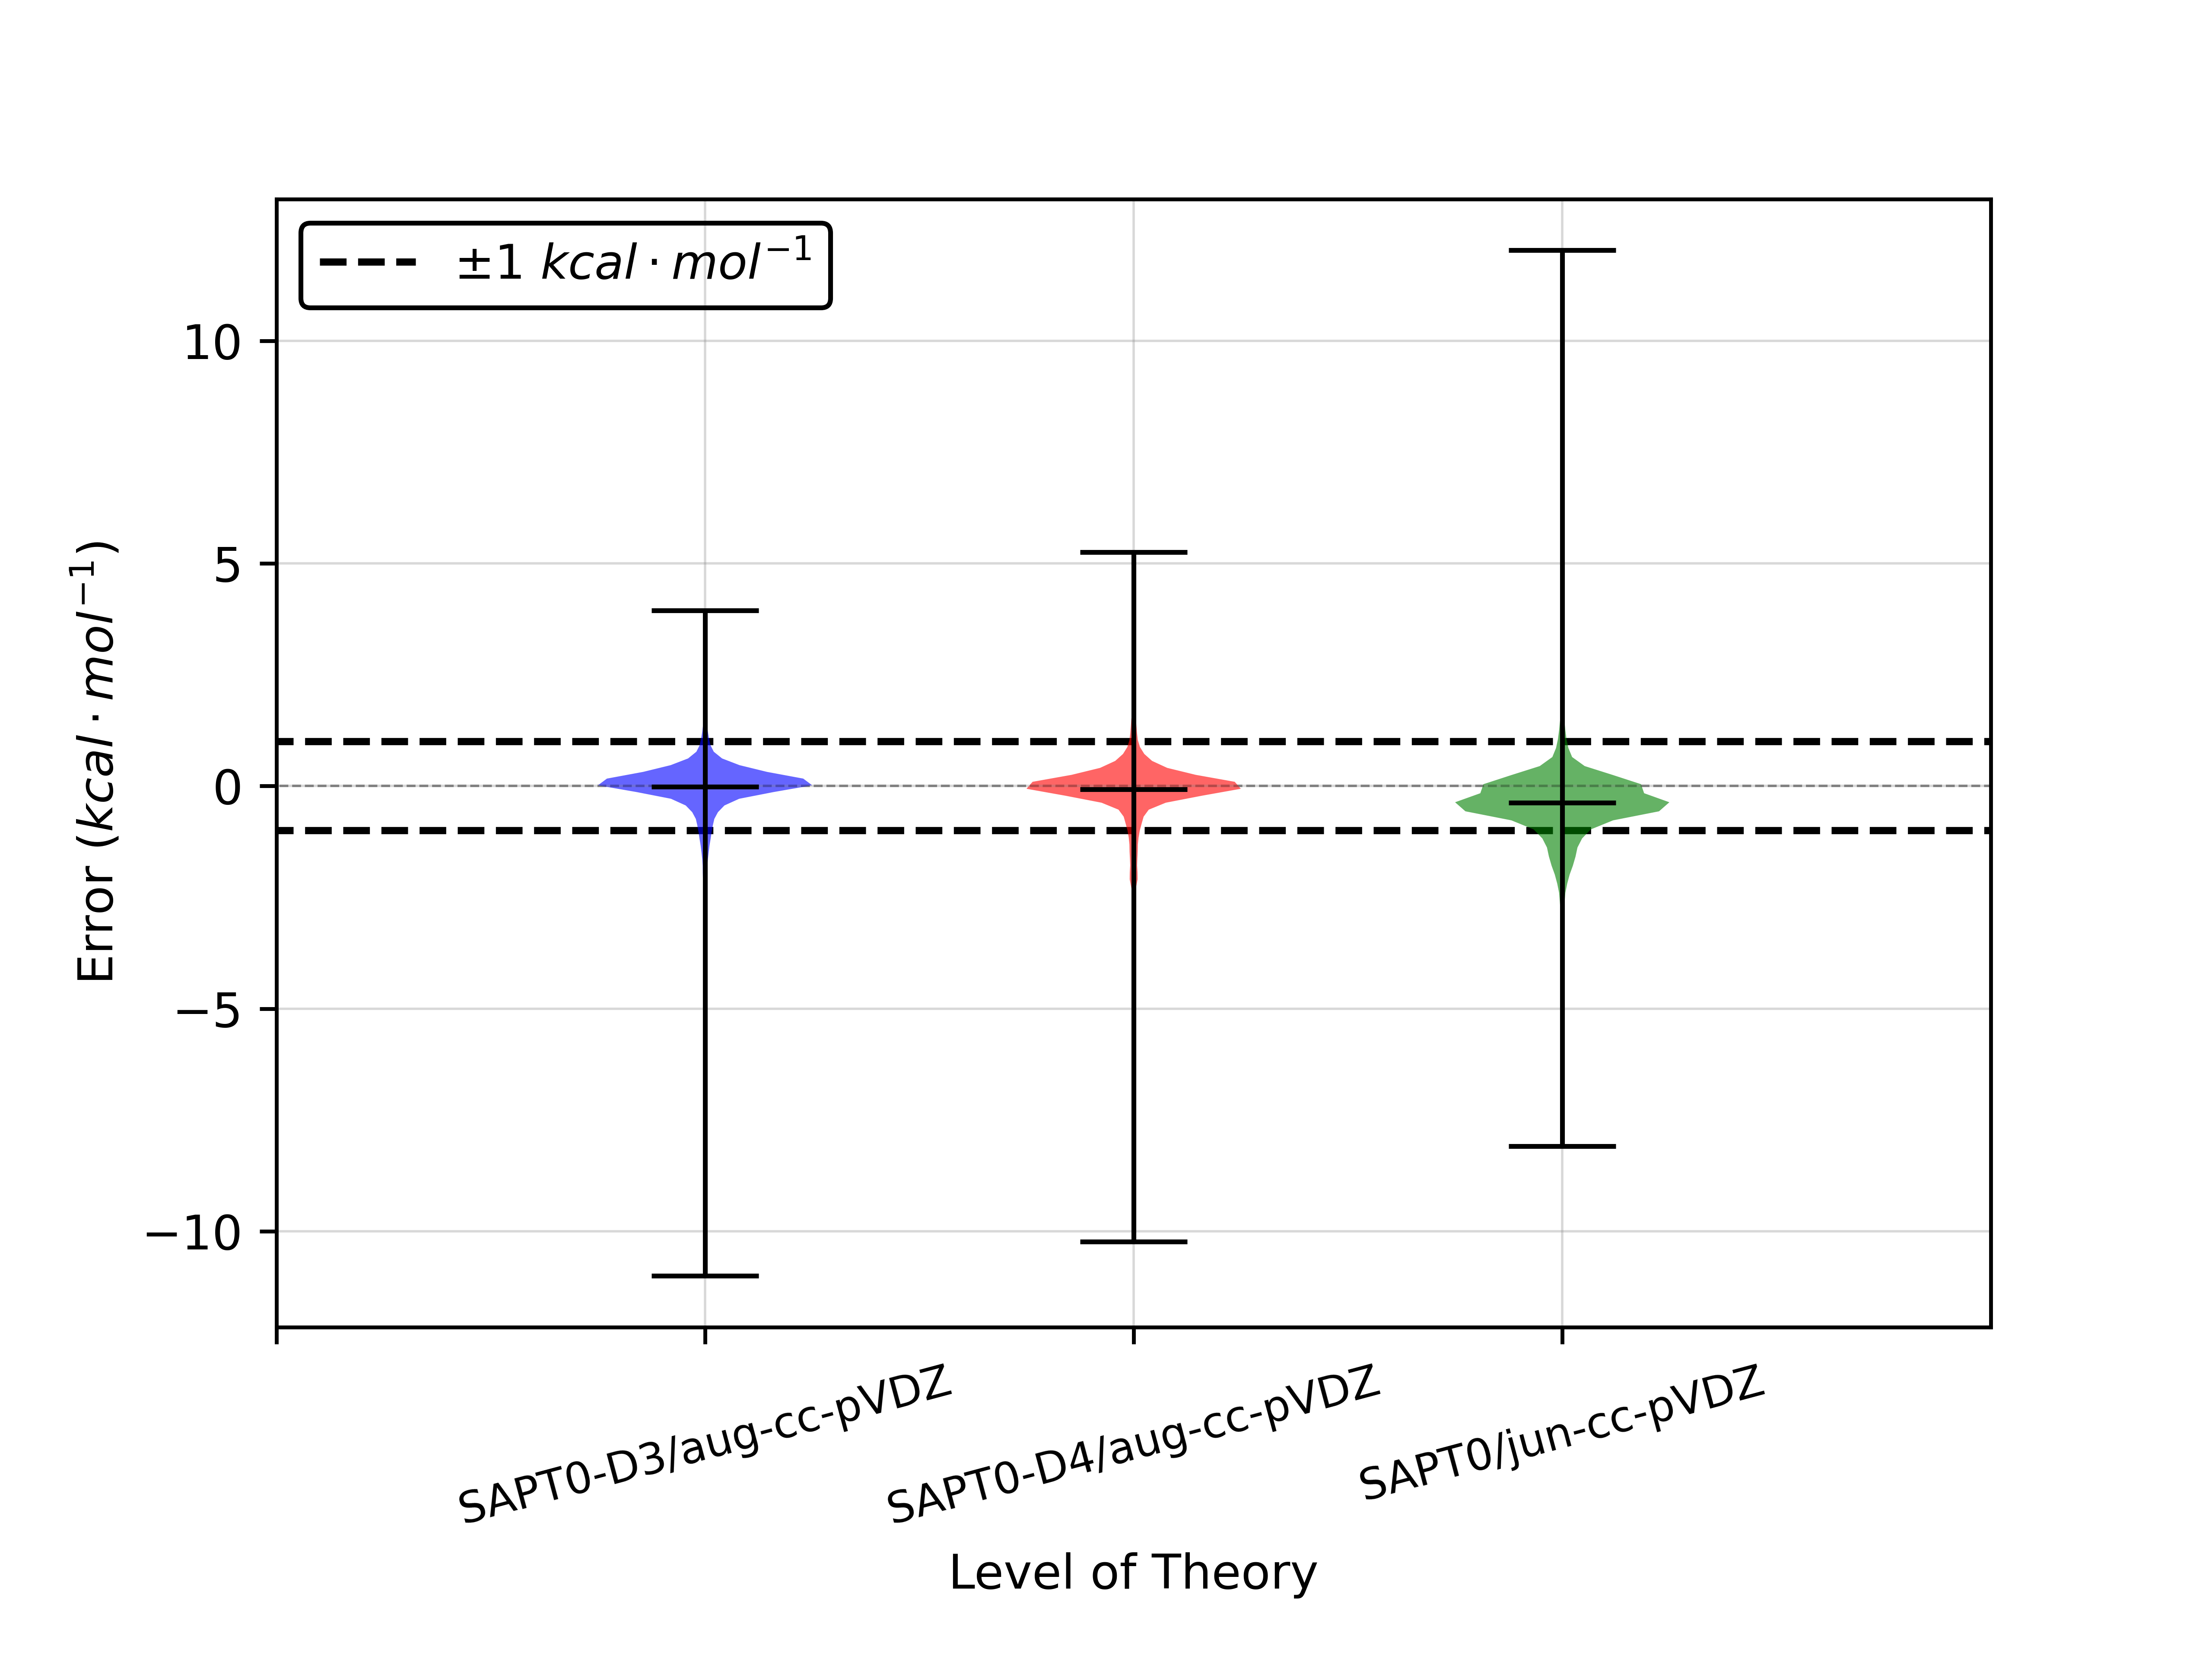 ±1 kcal · mol⁻¹
10
5
0
−5
−10
Error (kcal · mol⁻¹)
SAPT0-D3/aug-cc-pVDZ
SAPT0-D4/aug-cc-pVDZ
SAPT0/jun-cc-pVDZ
Level of Theory